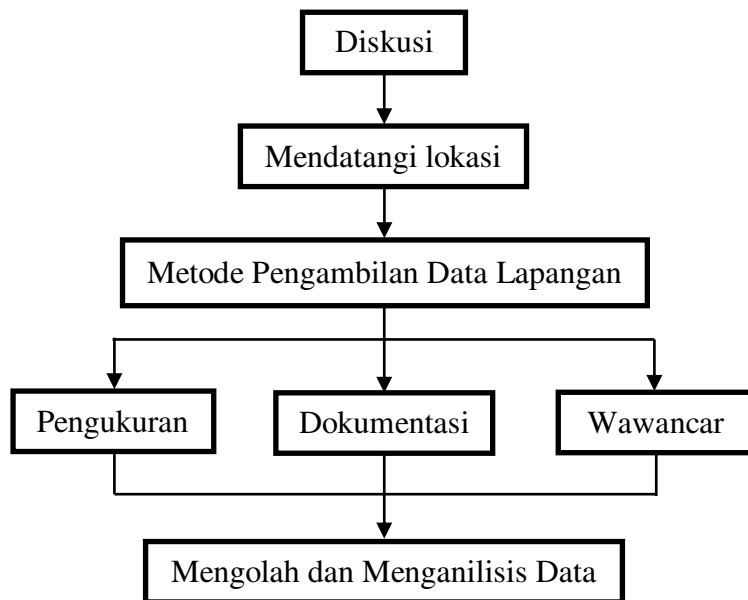 Diskusi
Mendatangi lokasi
Metode Pengambilan Data Lapangan
Pengukuran
Dokumentasi
Wawancar
Mengolah dan Menganilisis Data